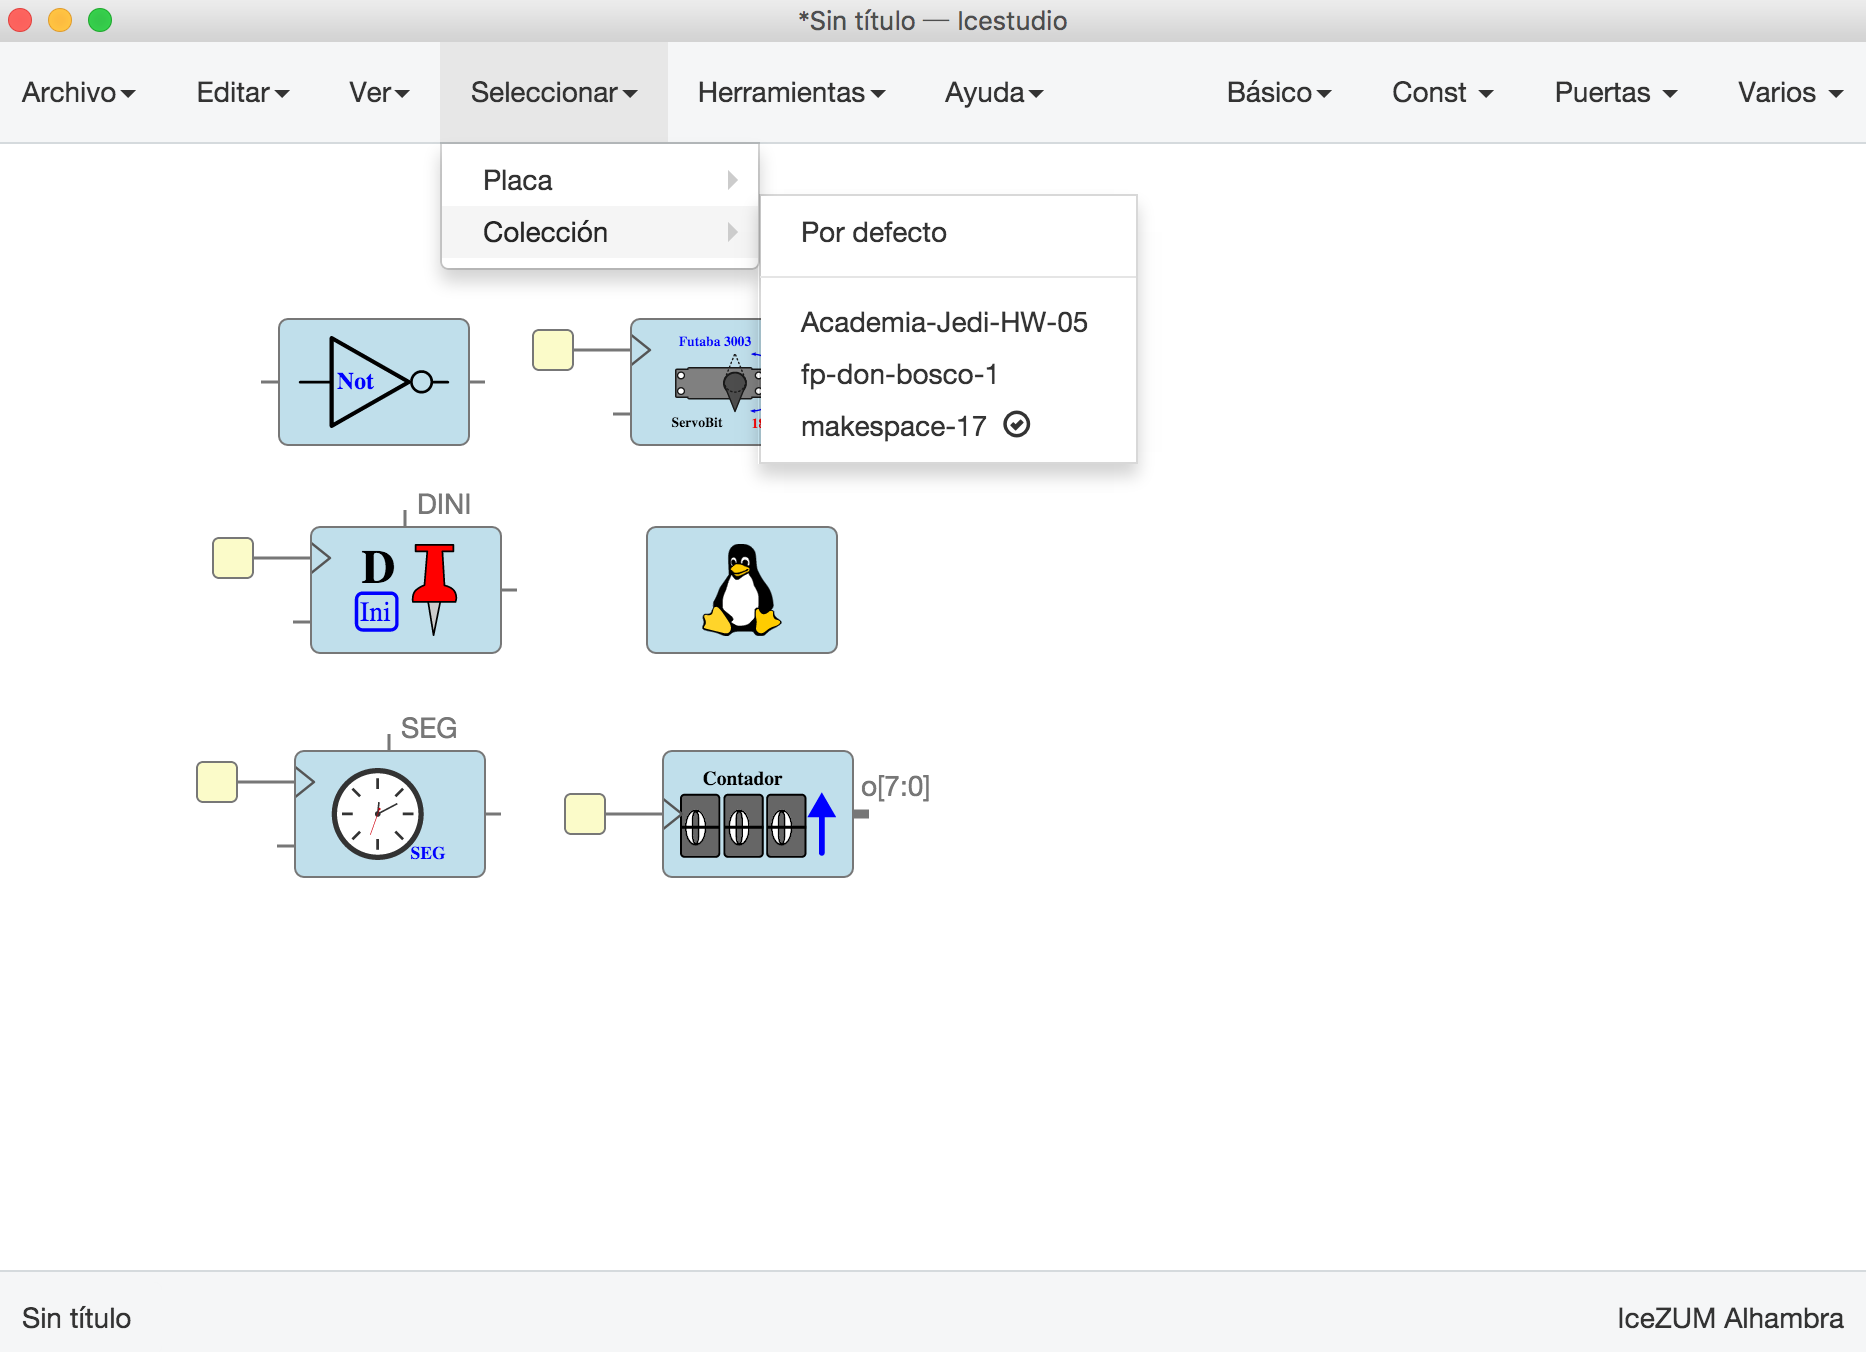 *Sin título — Icestudio
Archivo Editar Ver Seleccionar Herramientas Ayuda Básico Const Puertas Varios
Placa
Colección
Por defecto
Academia-Jedi-HW-05
fp-don-bosco-1
makespace-17
Not
Futaba 3003
ServoBit
DINI
D
Ini
SEG
SEG
Contador
0 0 0
o[7:0]
Sin título
IceZUM Alhambra